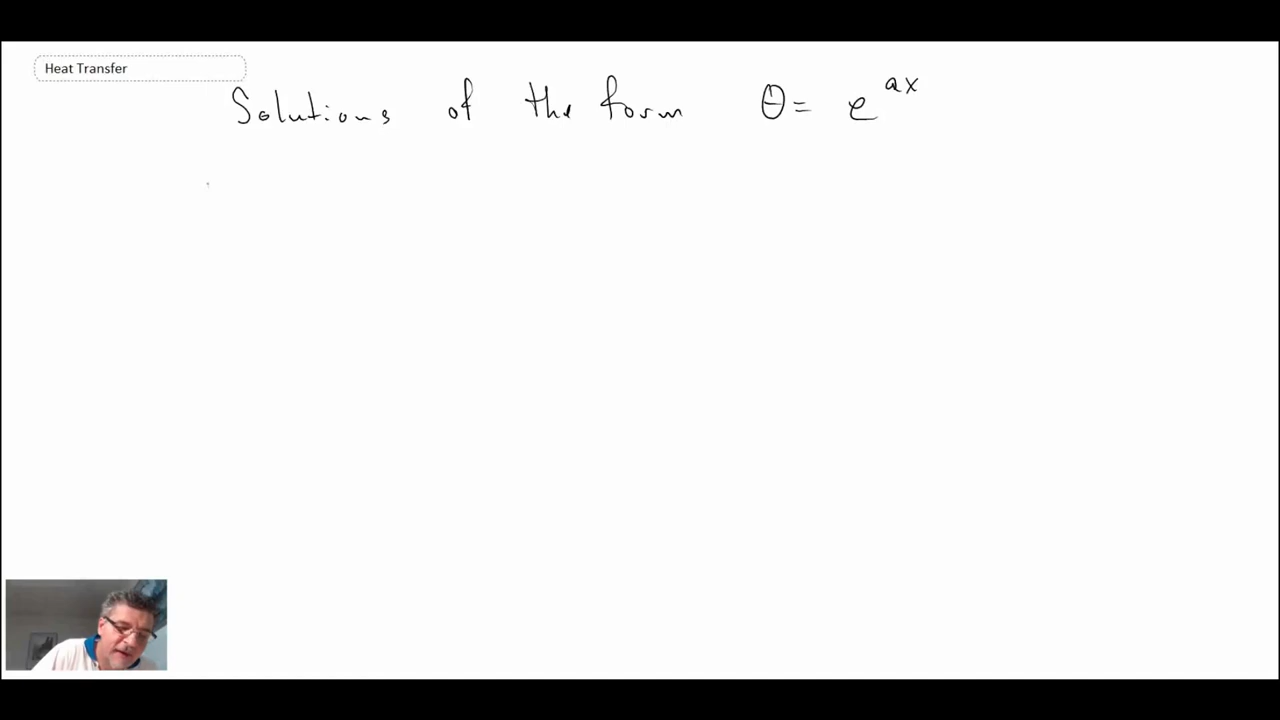 Heat Transfer
Solutions of the form θ = e^{ax}